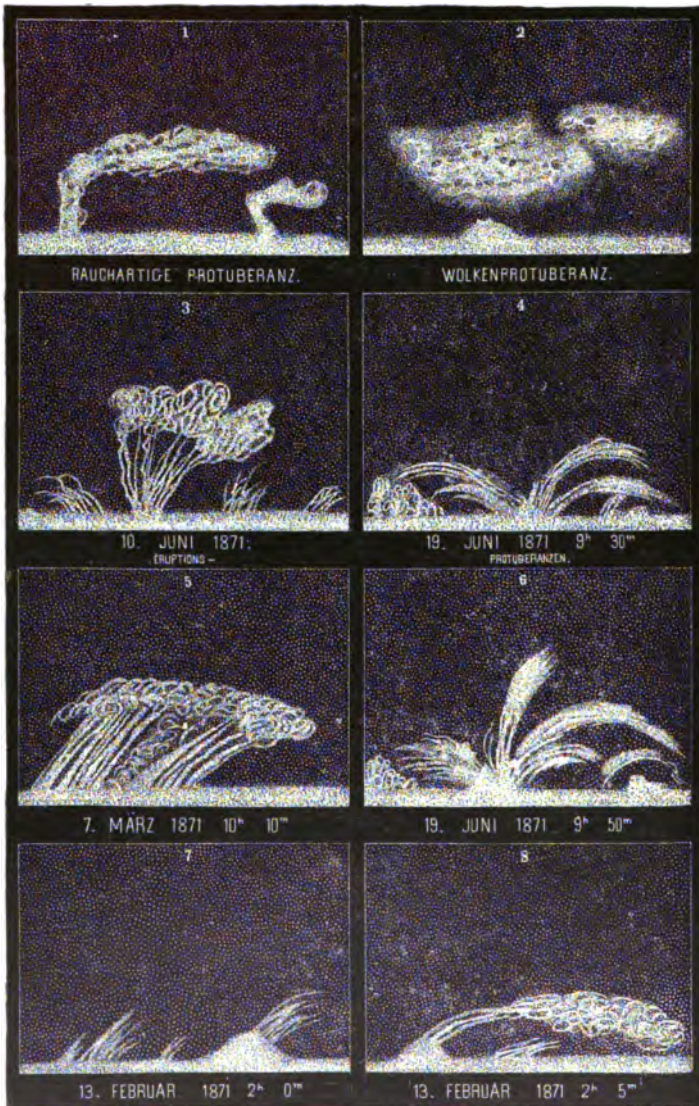 1
2
RAUCHARTIGE PROTUBERANZ.
WOLKENPROTUBERANZ.
3
4
10. JUNI 1871.
19. JUNI 1871 9h 30m
ERUPTIONS –
PROTUBERANZEN.
5
6
7. MÄRZ 1871 10h 10m
19. JUNI 1871 9h 50m
7
8
13. FEBRUAR 1871 2h 0m
13. FEBRUAR 1871 2h 5m